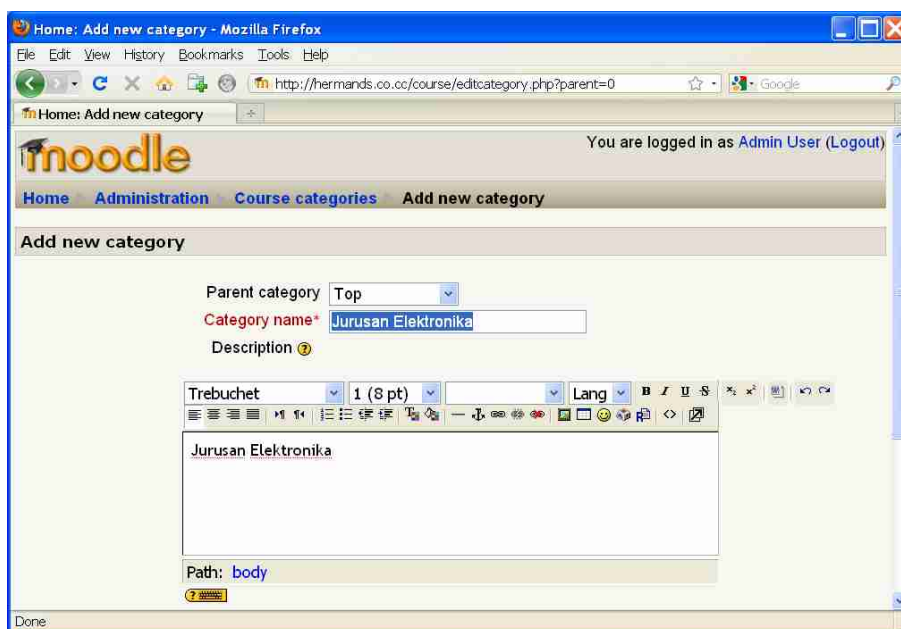 Home: Add new category - Mozilla Firefox
File Edit View History Bookmarks Tools Help
http://hermands.co.cc/course/editcategory.php?parent=0
Google
Home: Add new category
moodle
You are logged in as Admin User (Logout)
Home Administration Course categories Add new category
Add new category
Parent category Top
Category name* Jurusan Elektronika
Description
Trebuchet 1 (8 pt) Lang B I U S x₂ x²
Jurusan Elektronika
Path: body
Done